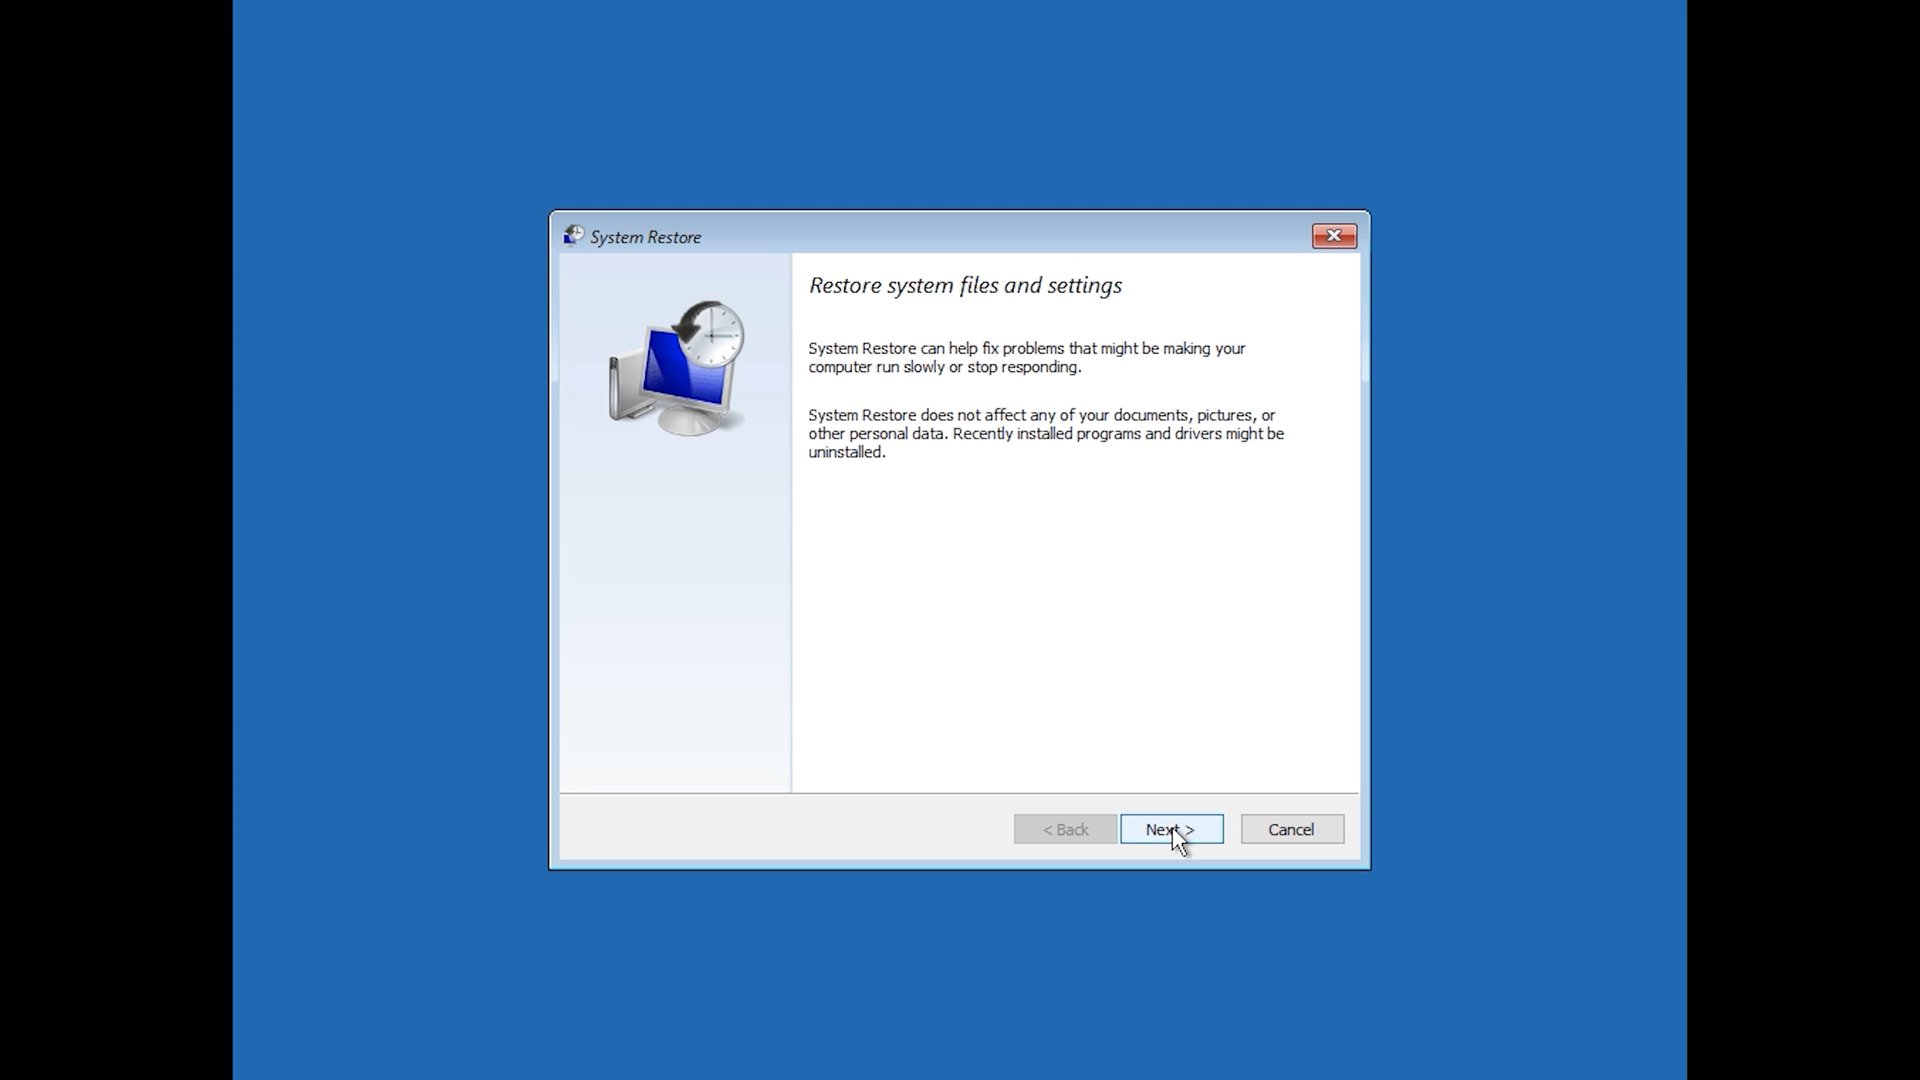 System Restore
Restore system files and settings
System Restore can help fix problems that might be making your
computer run slowly or stop responding.
System Restore does not affect any of your documents, pictures, or
other personal data. Recently installed programs and drivers might be
uninstalled.
< Back
Next >
Cancel